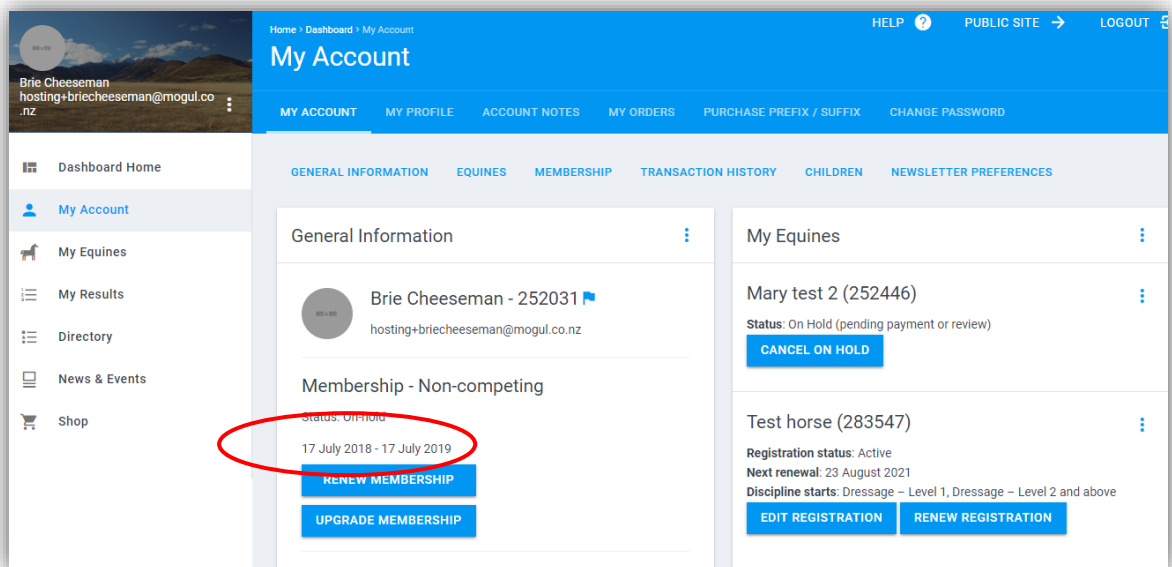 Brie Cheeseman
hosting+briecheeseman@mogul.co
.nz
Dashboard Home
My Account
My Equines
My Results
Directory
News & Events
Shop
Home › Dashboard › My Account
HELP ? PUBLIC SITE → LOGOUT
My Account
MY ACCOUNT MY PROFILE ACCOUNT NOTES MY ORDERS PURCHASE PREFIX / SUFFIX CHANGE PASSWORD
GENERAL INFORMATION EQUINES MEMBERSHIP TRANSACTION HISTORY CHILDREN NEWSLETTER PREFERENCES
General Information
Brie Cheeseman - 252031
hosting+briecheeseman@mogul.co.nz
Membership - Non-competing
Status: On-hold
17 July 2018 - 17 July 2019
RENEW MEMBERSHIP
UPGRADE MEMBERSHIP
My Equines
Mary test 2 (252446)
Status: On Hold (pending payment or review)
CANCEL ON HOLD
Test horse (283547)
Registration status: Active
Next renewal: 23 August 2021
Discipline starts: Dressage – Level 1, Dressage – Level 2 and above
EDIT REGISTRATION RENEW REGISTRATION